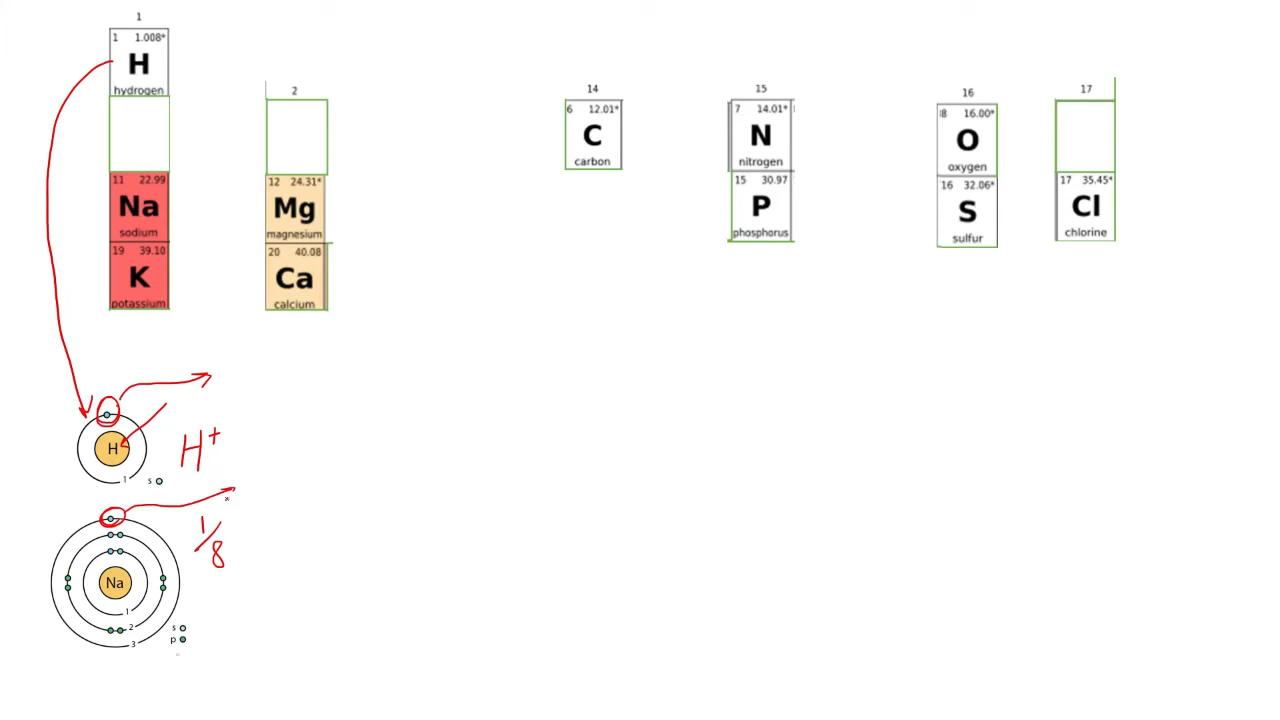 1
1 1.008*
H
hydrogen
11 22.99
Na
sodium
19 39.10
K
potassium
2
12 24.31*
Mg
magnesium
20 40.08
Ca
calcium
14
6 12.01*
C
carbon
15
7 14.01*
N
nitrogen
15 30.97
P
phosphorus
16
8 16.00*
O
oxygen
16 32.06*
S
sulfur
17
17 35.45*
Cl
chlorine
H
1
s
H+
Na
1
2
3
s
p
1/8